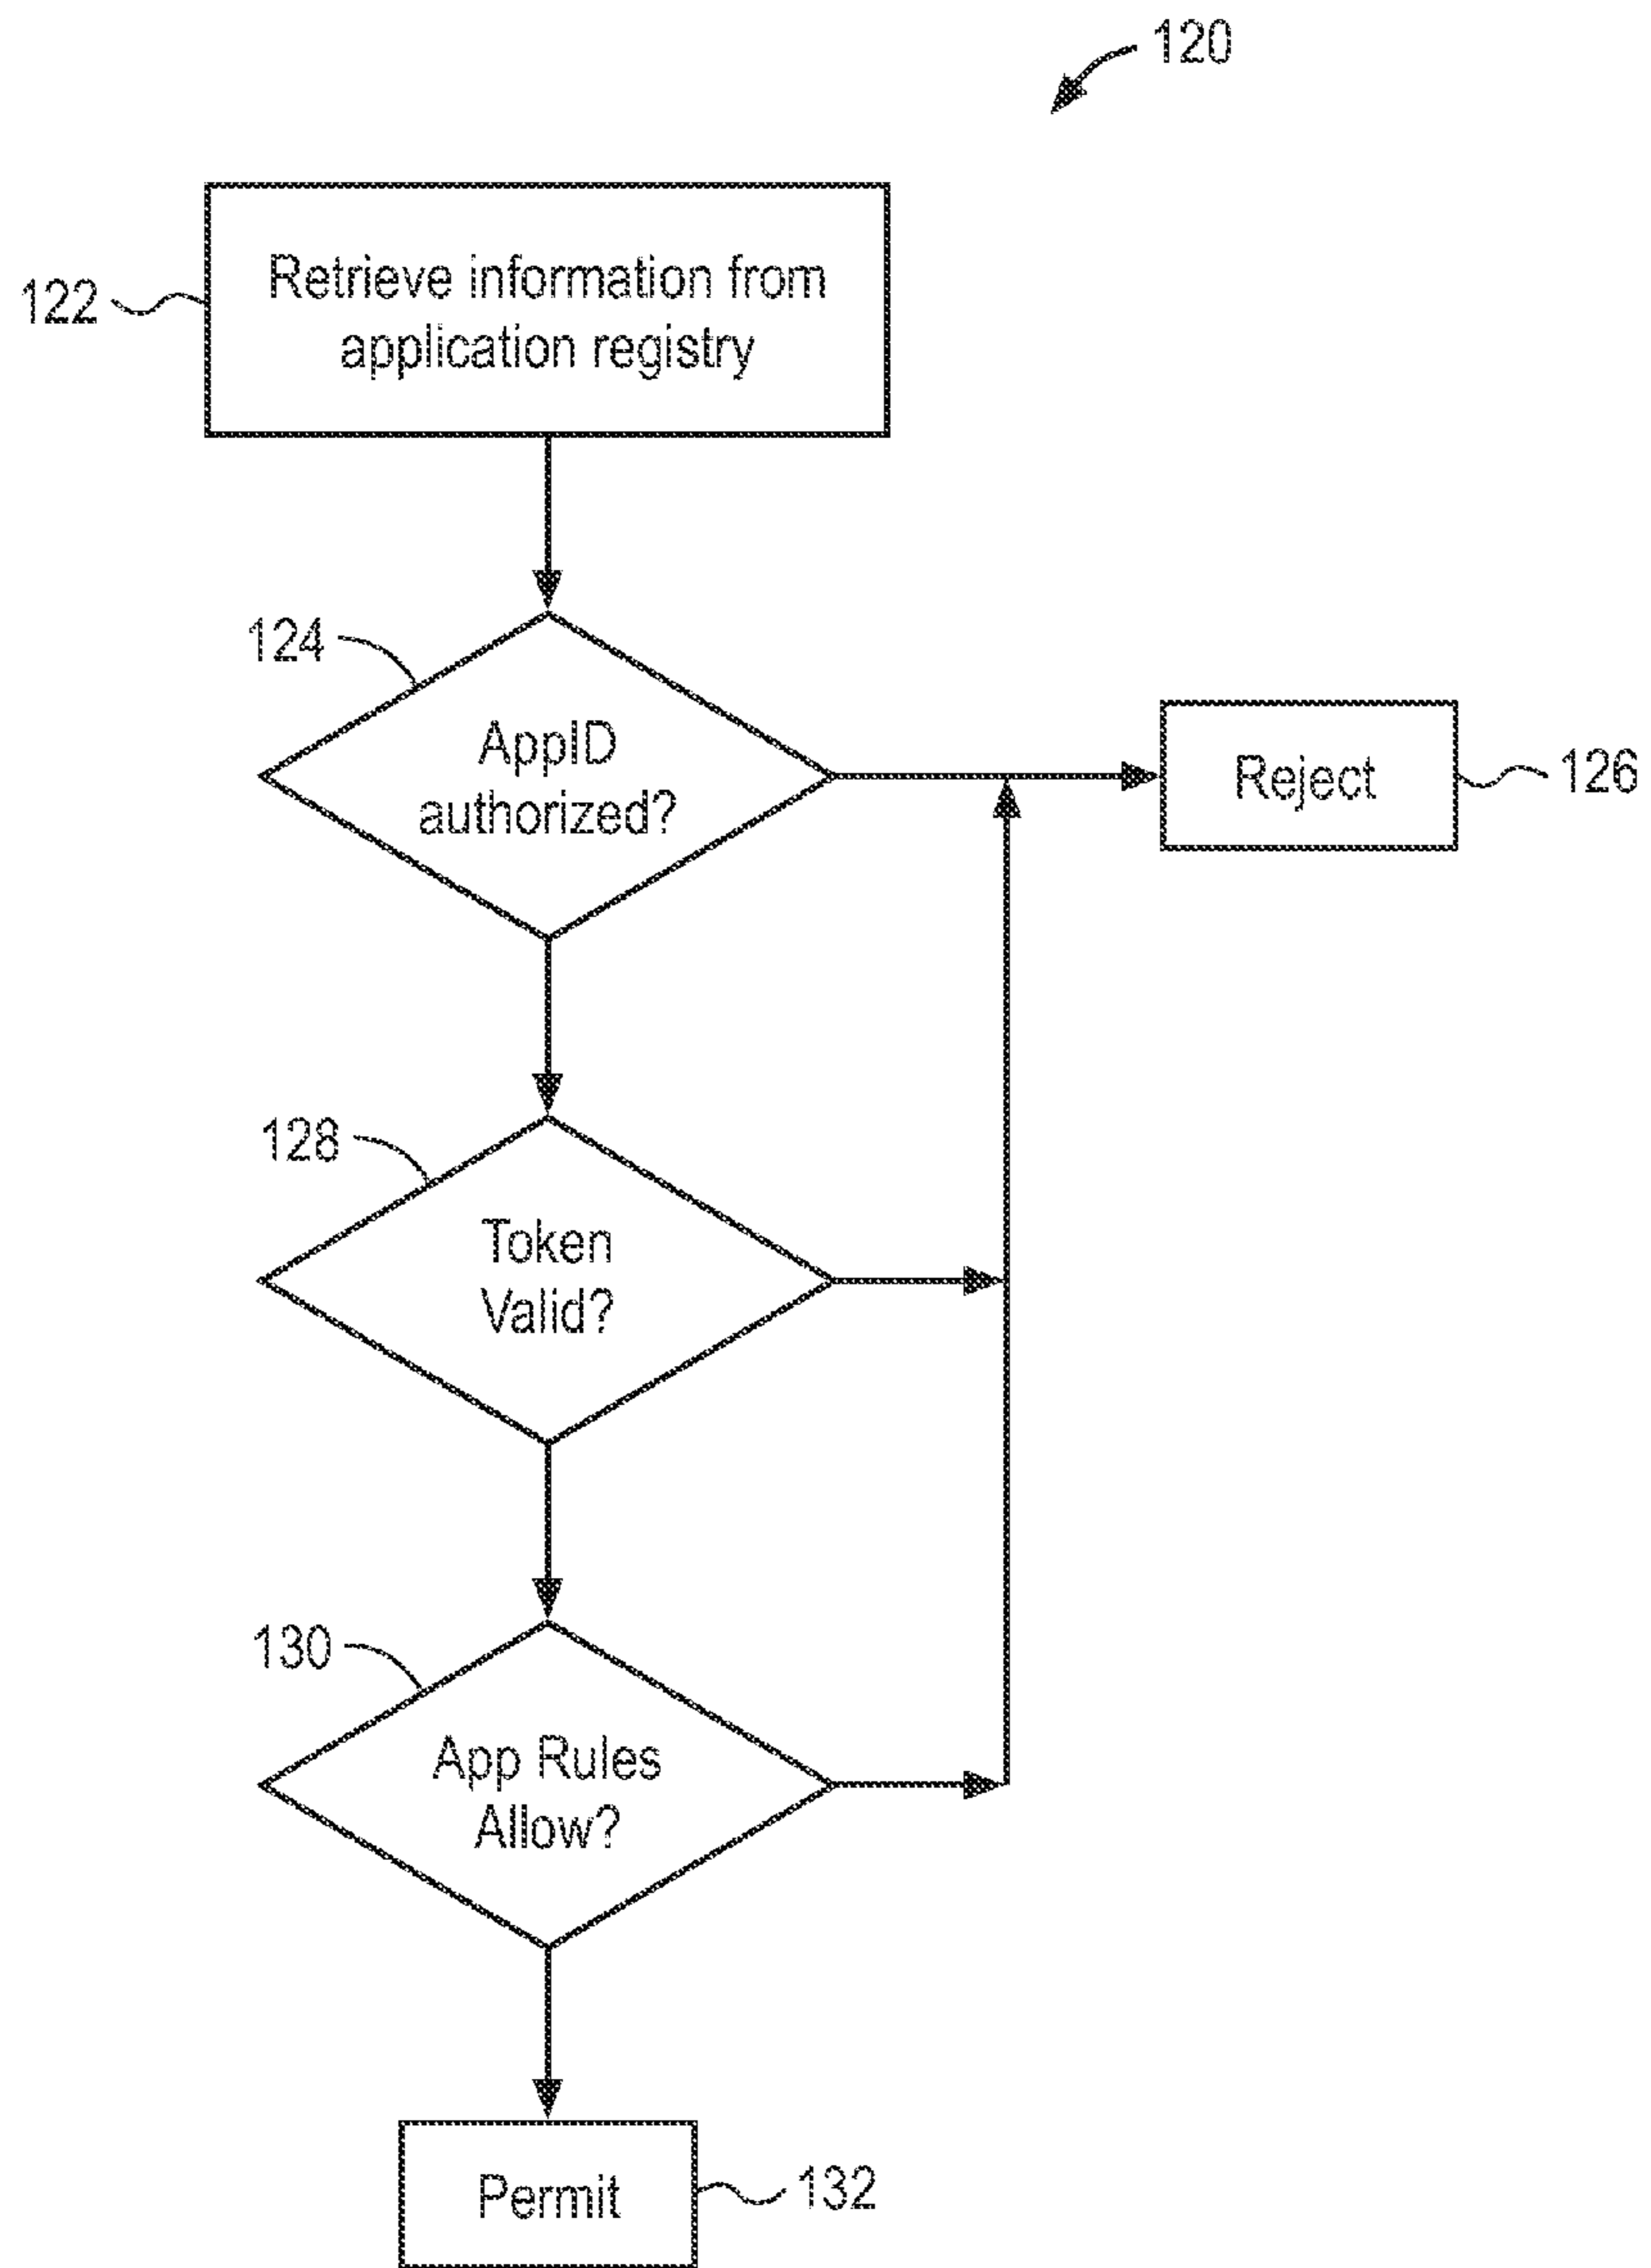 120
122
Retrieve information from
application registry
124
AppID
authorized?
Reject
126
128
Token
Valid?
130
App Rules
Allow?
Permit
132